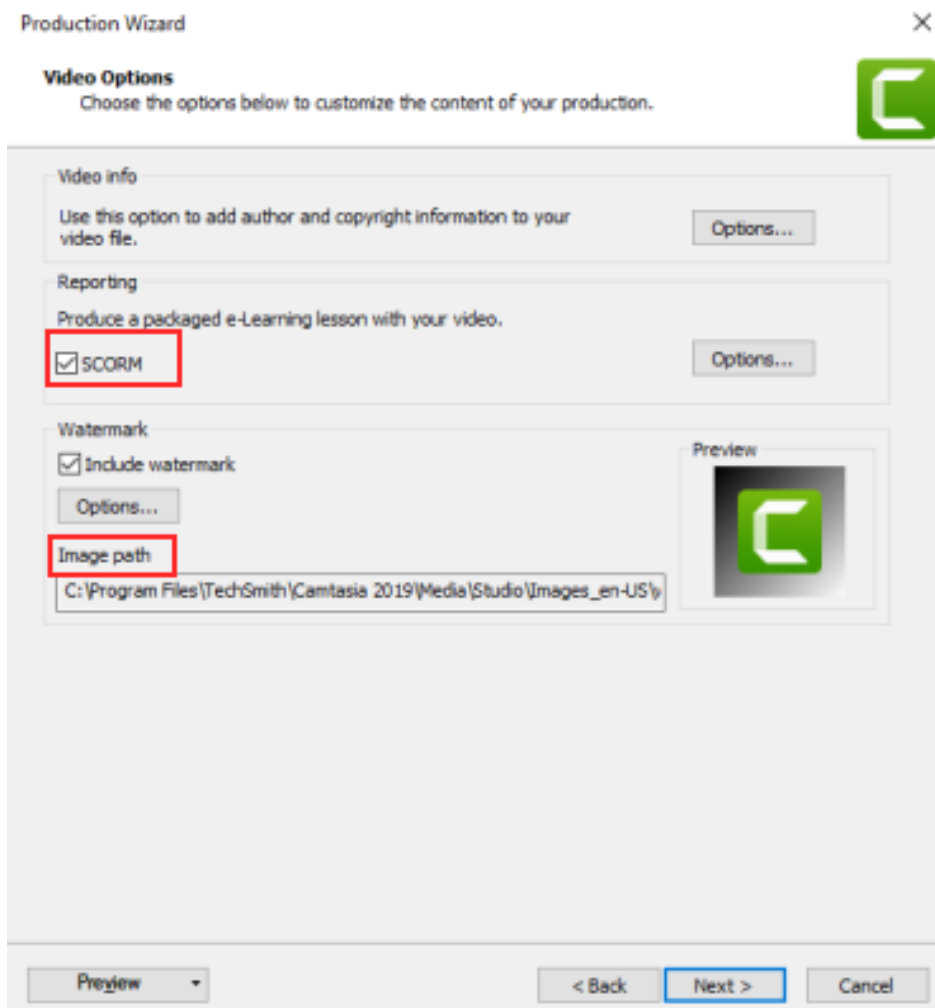 Production Wizard
Video Options
Choose the options below to customize the content of your production.
Video info
Use this option to add author and copyright information to your
video file.
Options...
Reporting
Produce a packaged e-Learning lesson with your video.
SCORM
Options...
Watermark
Include watermark
Preview
Options...
Image path
C:\Program Files\TechSmith\Camtasia 2019\Media\Studio\Images_en-US\
Preview
< Back
Next >
Cancel